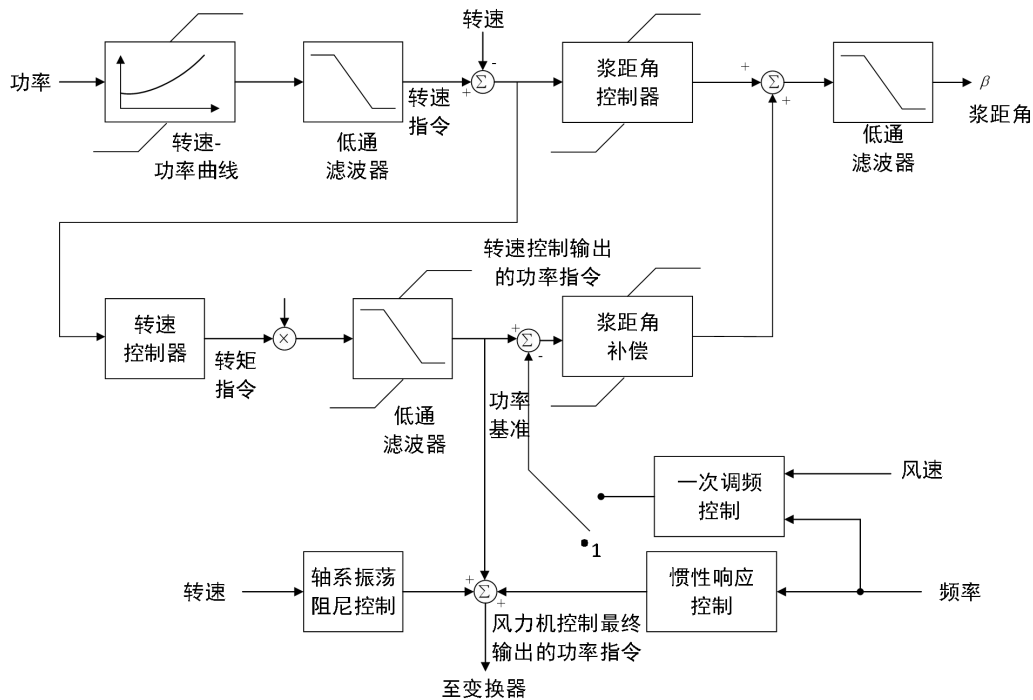 功率
转速-
功率曲线
低通
滤波器
转速
指令
转速
-
+
Σ
浆距角
控制器
+
Σ
+
低通
滤波器
β
浆距角
转速
控制器
转矩
指令
×
低通
滤波器
转速控制输出
的功率指令
+
Σ
-
浆距角
补偿
功率
基准
一次调频
控制
风速
1
转速
轴系振荡
阻尼控制
+
Σ
+
惯性响应
控制
频率
风力机控制最终
输出的功率指令
至变换器